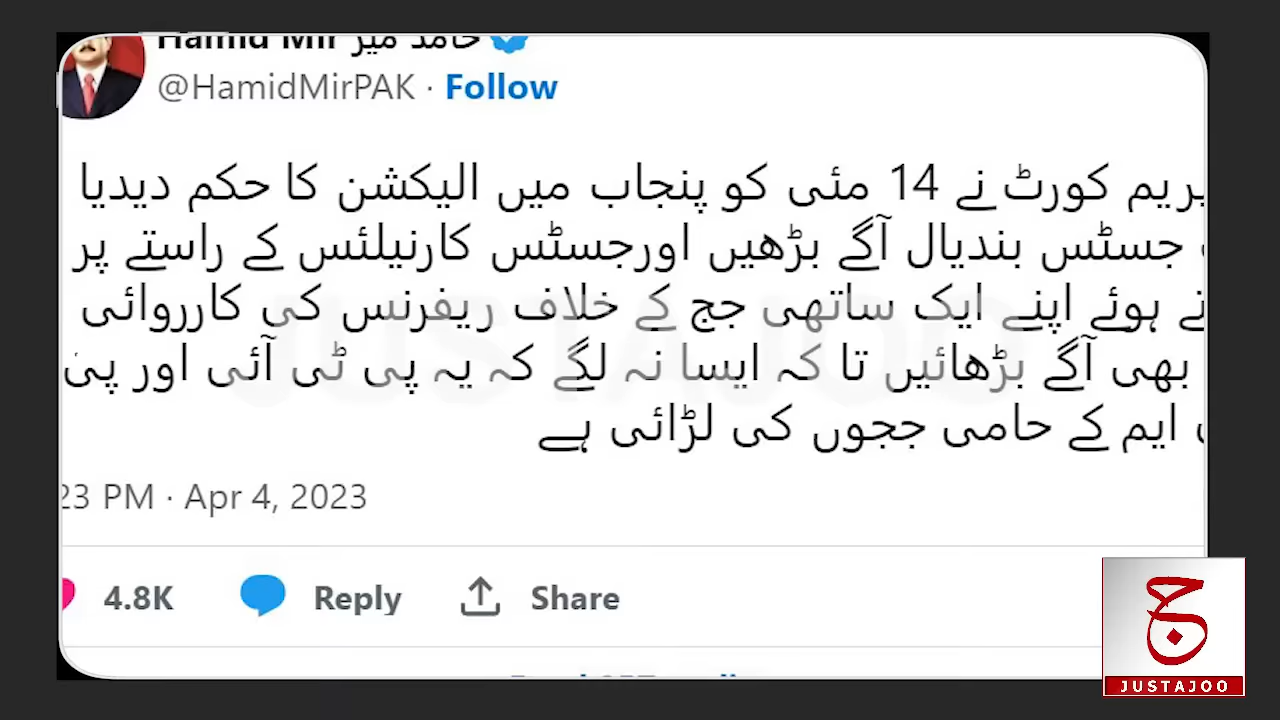 Hamid Mir حامد میر
@HamidMirPAK · Follow
سپریم کورٹ نے 14 مئی کو پنجاب میں الیکشن کا حکم دیدیا
جسٹس بندیال آگے بڑھیں اورجسٹس کارنیلئس کے راستے پر
ہوئے اپنے ایک ساتھی جج کے خلاف ریفرنس کی کارروائی
بھی آگے بڑھائیں تا کہ ایسا نہ لگے کہ یہ پی ٹی آئی اور پی
ایم کے حامی ججوں کی لڑائی ہے
23 PM · Apr 4, 2023
4.8K Reply Share
JUSTAJOO
ج
JUSTAJOO